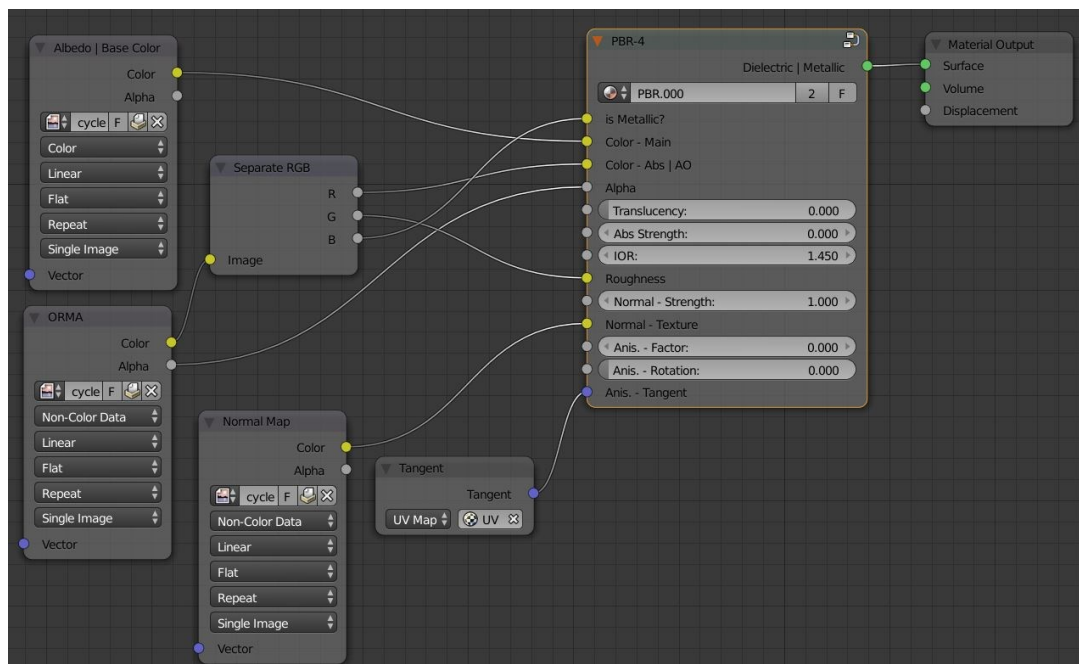 Albedo | Base Color
Color
Alpha
cycle F
Color
Linear
Flat
Repeat
Single Image
Vector
ORMA
Color
Alpha
cycle F
Non-Color Data
Linear
Flat
Repeat
Single Image
Vector
Separate RGB
R
G
B
Image
Normal Map
Color
Alpha
cycle F
Non-Color Data
Linear
Flat
Repeat
Single Image
Vector
Tangent
Tangent
UV Map UV
PBR-4
Dielectric | Metallic
PBR.000 2 F
is Metallic?
Color - Main
Color - Abs | AO
Alpha
Translucency: 0.000
Abs Strength: 0.000
IOR: 1.450
Roughness
Normal - Strength: 1.000
Normal - Texture
Anis. - Factor: 0.000
Anis. - Rotation: 0.000
Anis. - Tangent
Material Output
Surface
Volume
Displacement